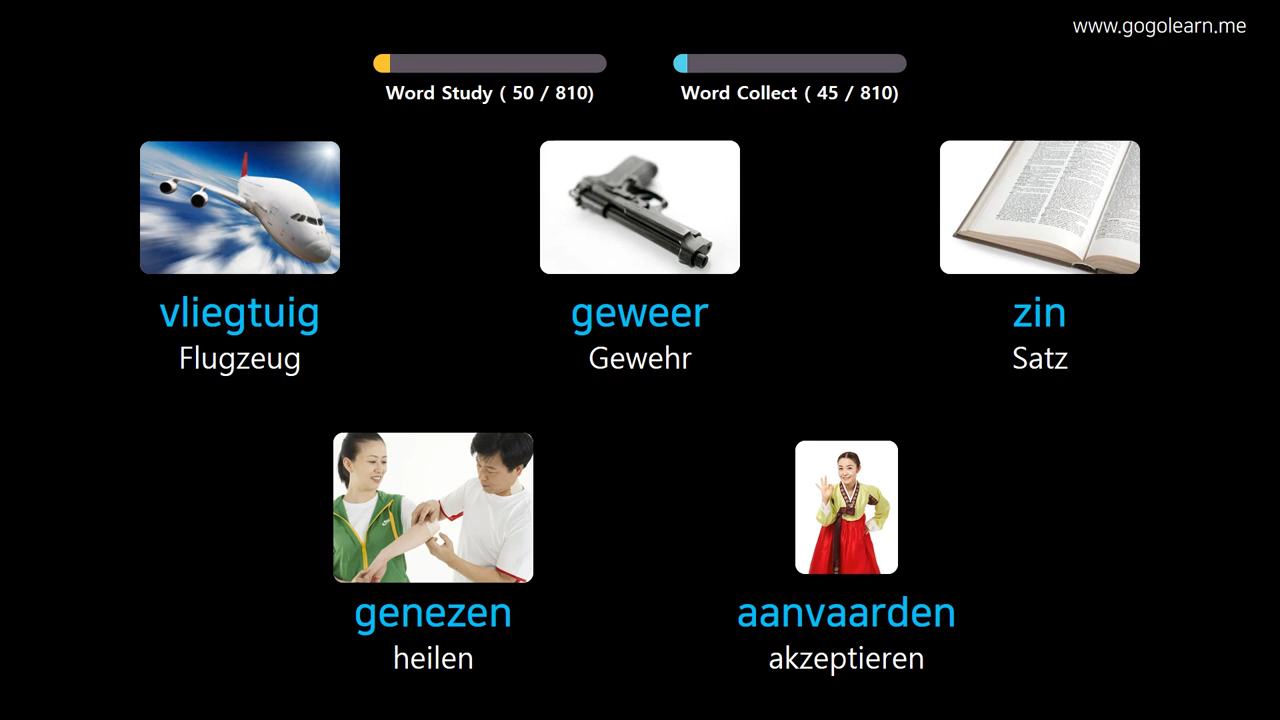 www.gogolearn.me
Word Study ( 50 / 810)
Word Collect ( 45 / 810)
vliegtuig
Flugzeug
geweer
Gewehr
zin
Satz
genezen
heilen
aanvaarden
akzeptieren